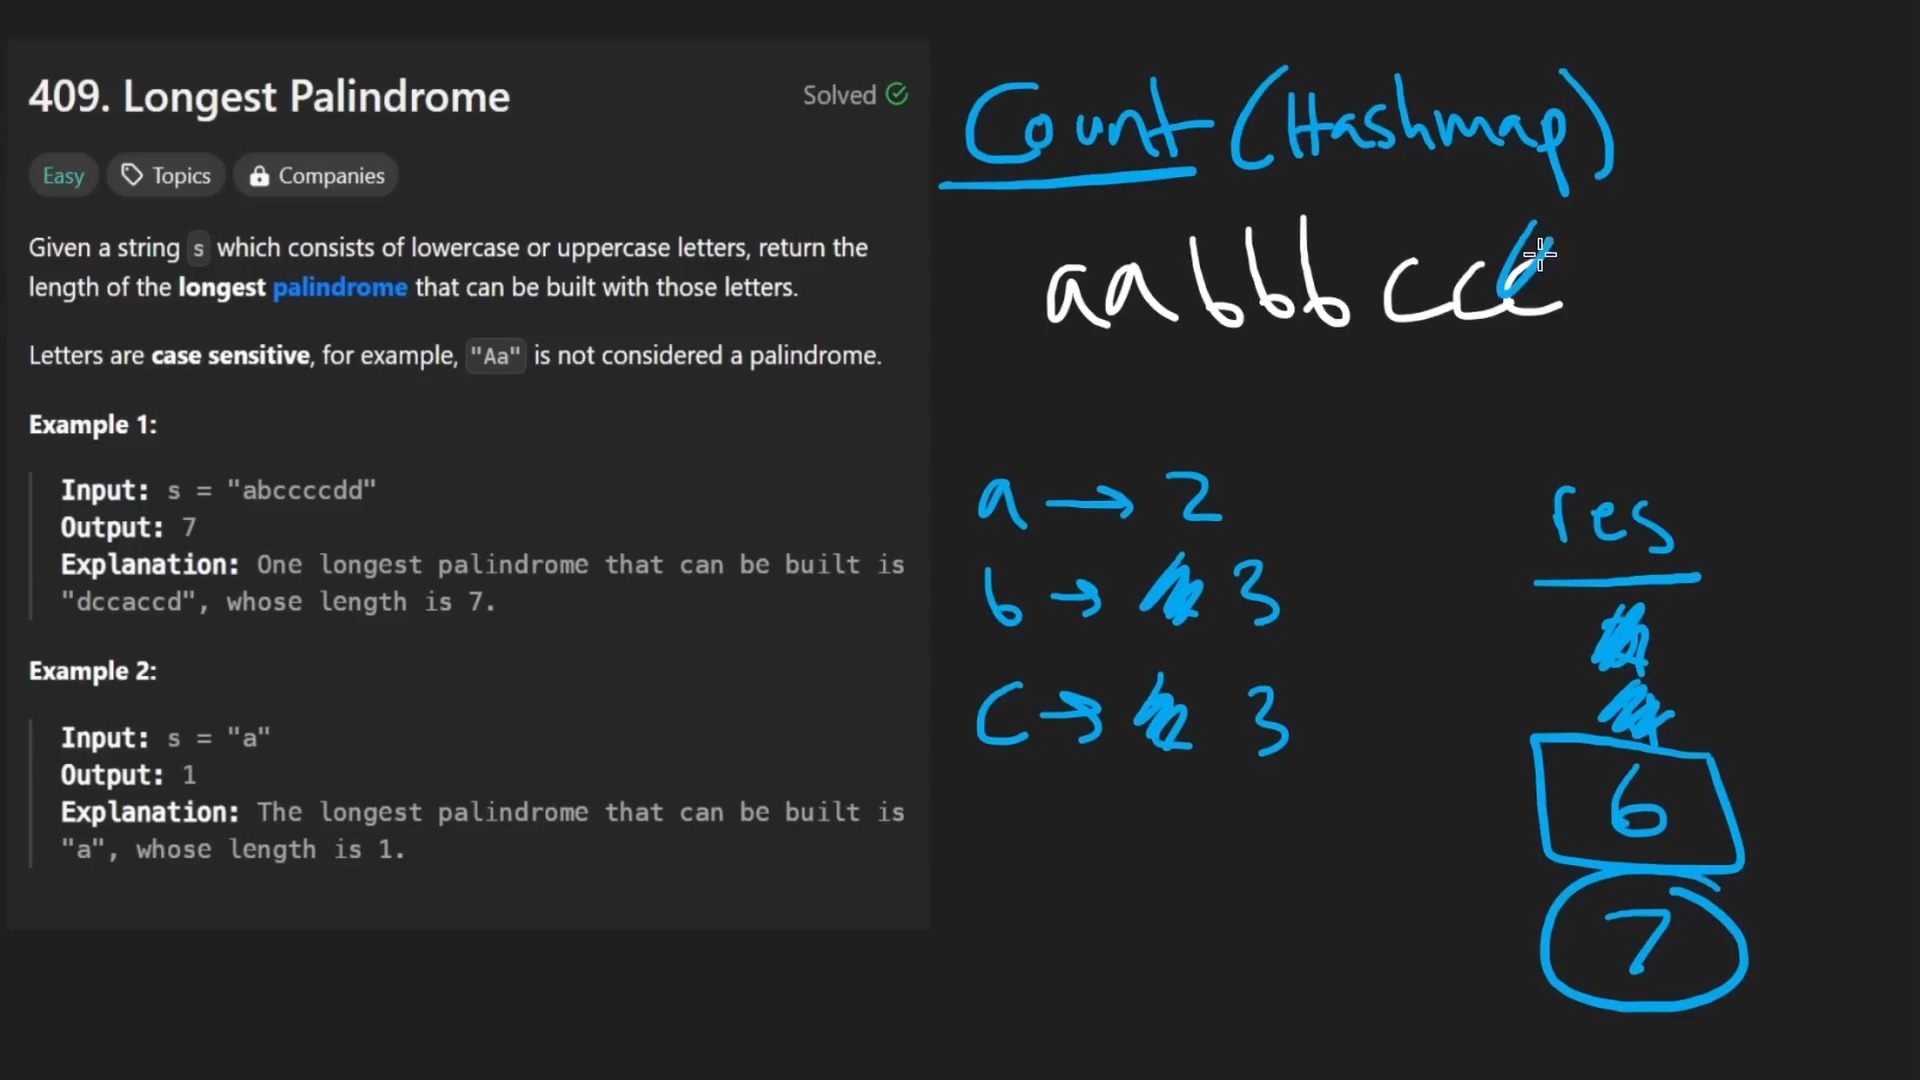 409. Longest Palindrome
Solved
Easy
Topics
Companies
Given a string s which consists of lowercase or uppercase letters, return the
length of the longest palindrome that can be built with those letters.
Letters are case sensitive, for example, "Aa" is not considered a palindrome.
Example 1:
Input: s = "abccccdd"
Output: 7
Explanation: One longest palindrome that can be built is
"dccaccd", whose length is 7.
Example 2:
Input: s = "a"
Output: 1
Explanation: The longest palindrome that can be built is
"a", whose length is 1.
Count (Hashmap)
aabbbccc
a → 2
b → 3
c → 3
res
6
7